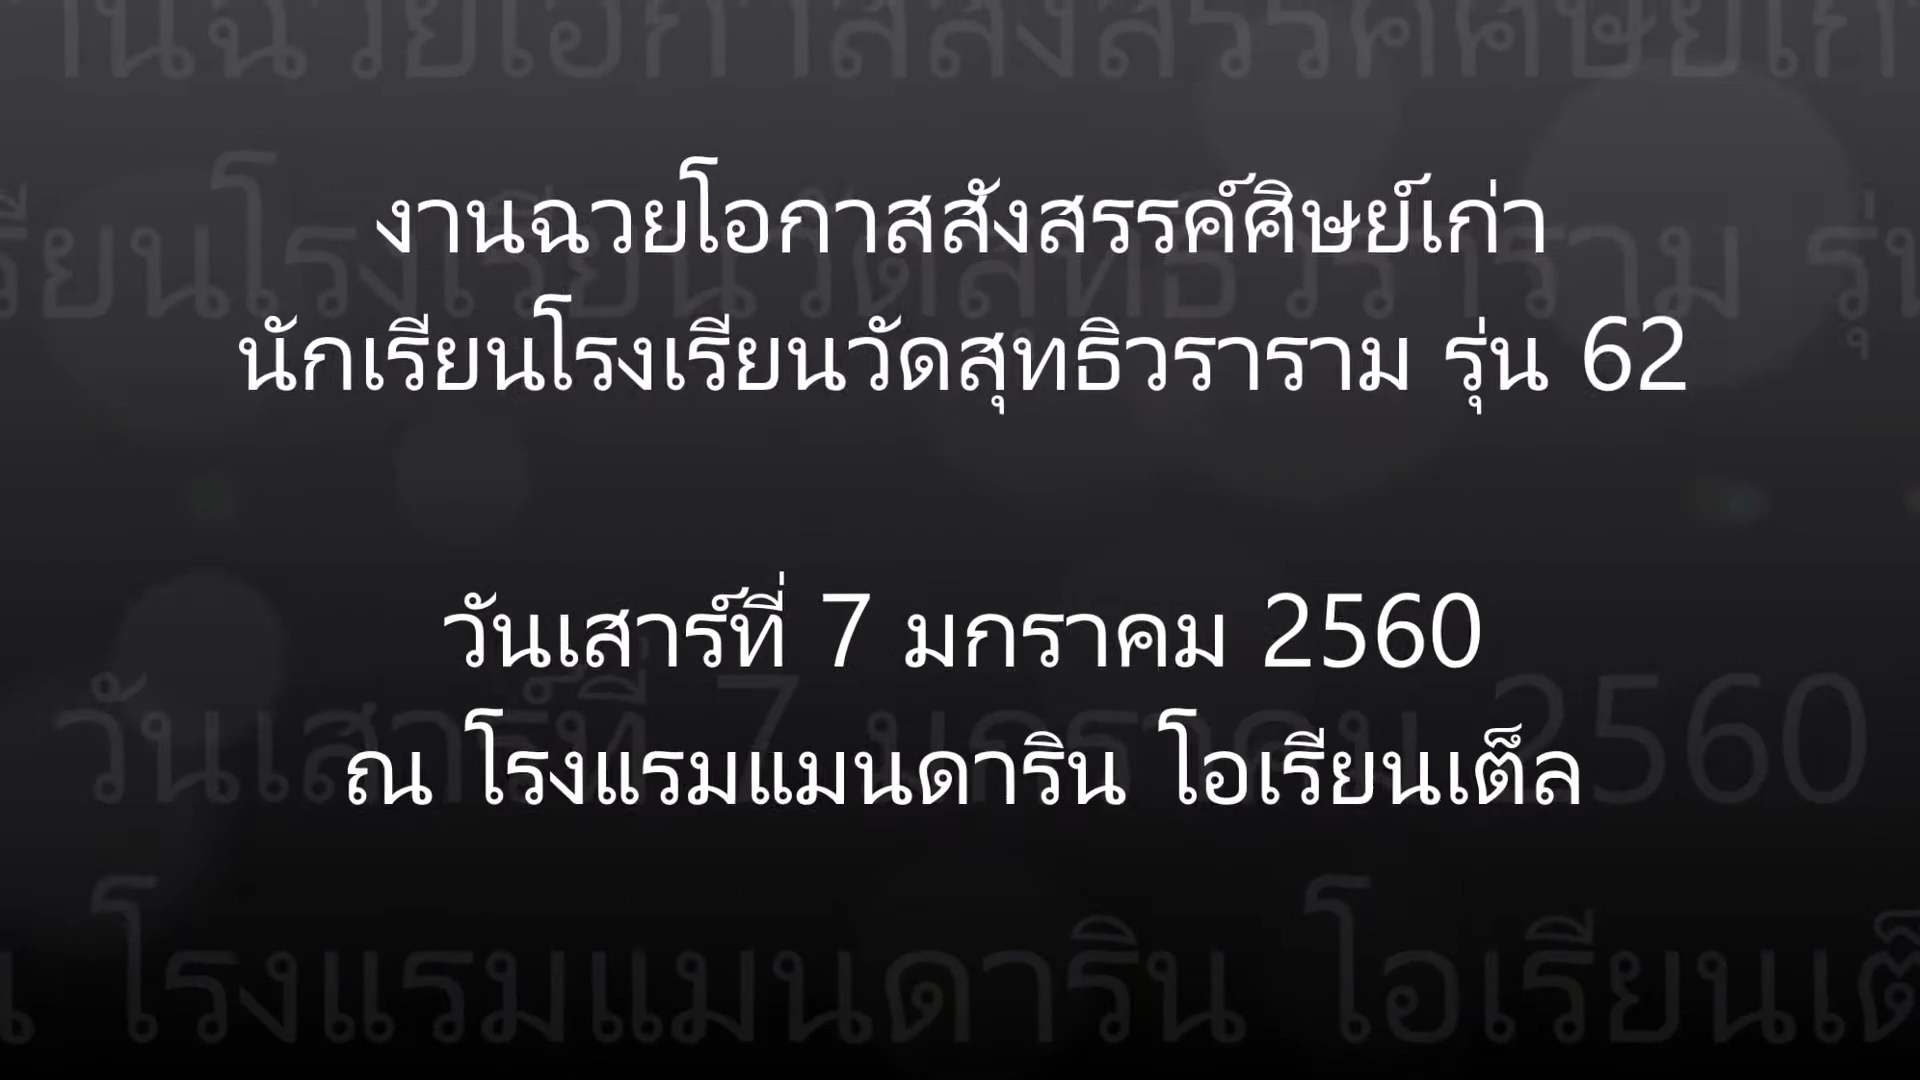 งานฉวยโอกาสสังสรรค์ศิษย์เก่า
นักเรียนโรงเรียนวัดสุทธิวราราม รุ่น 62
วันเสาร์ที่ 7 มกราคม 2560
ณ โรงแรมแมนดาริน โอเรียนเต็ล